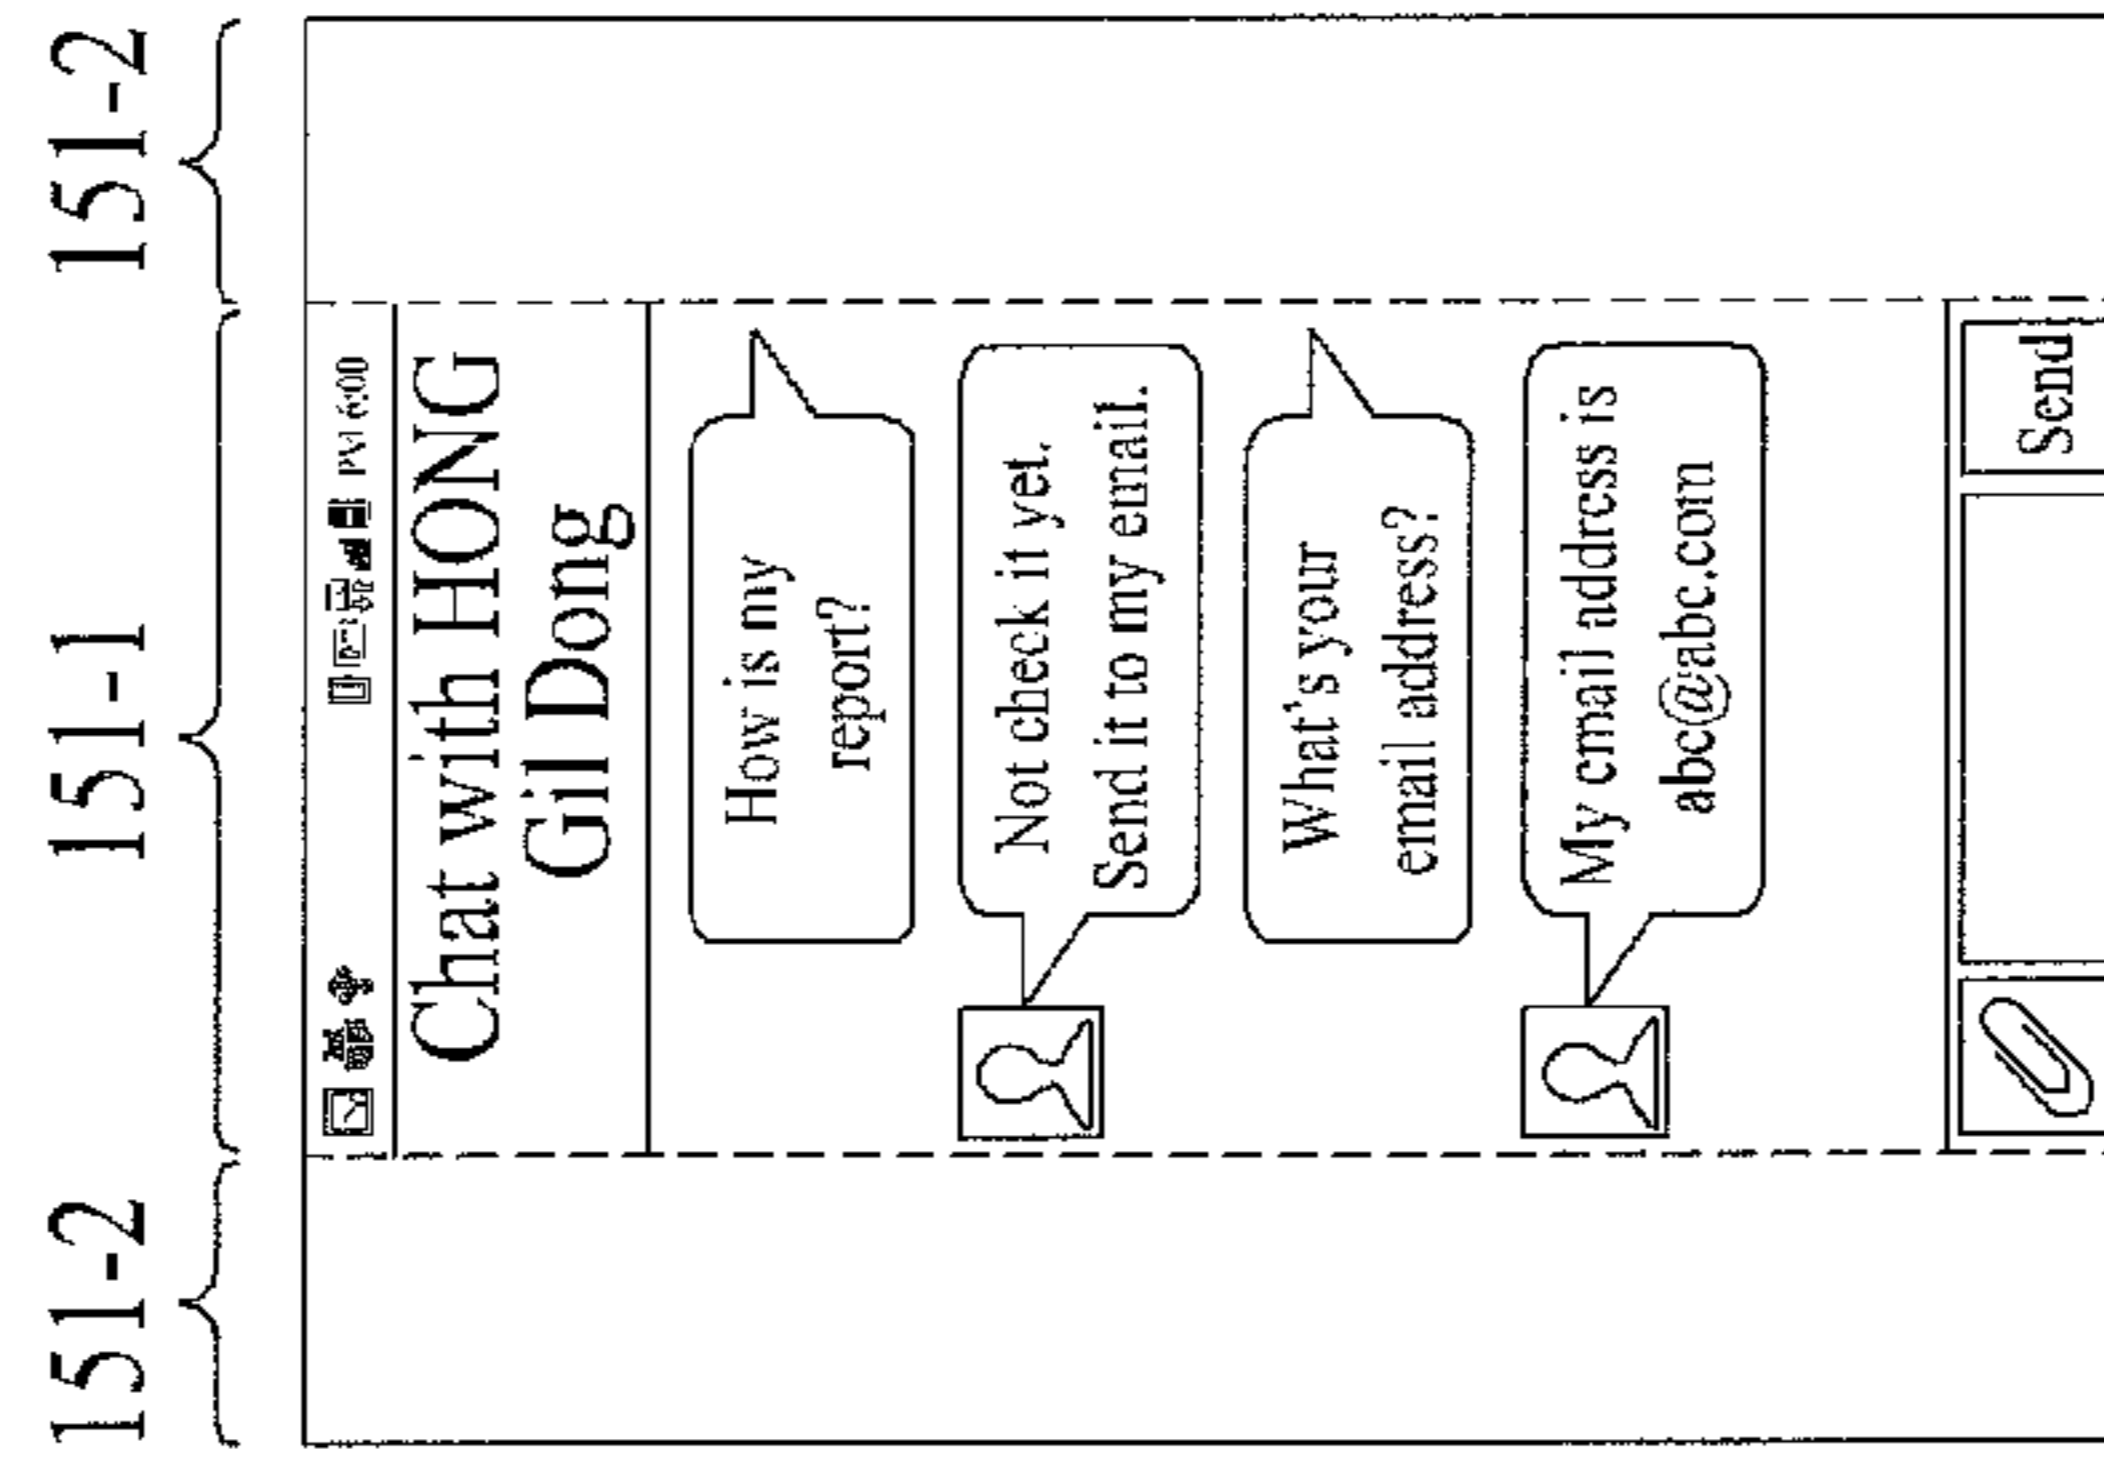 151-2 151-1 151-2
PM 6:00
Chat with HONG
Gil Dong
How is my
report?
Not check it yet.
Send it to my email.
What's your
email address?
My email address is
abc@abc.com
Send